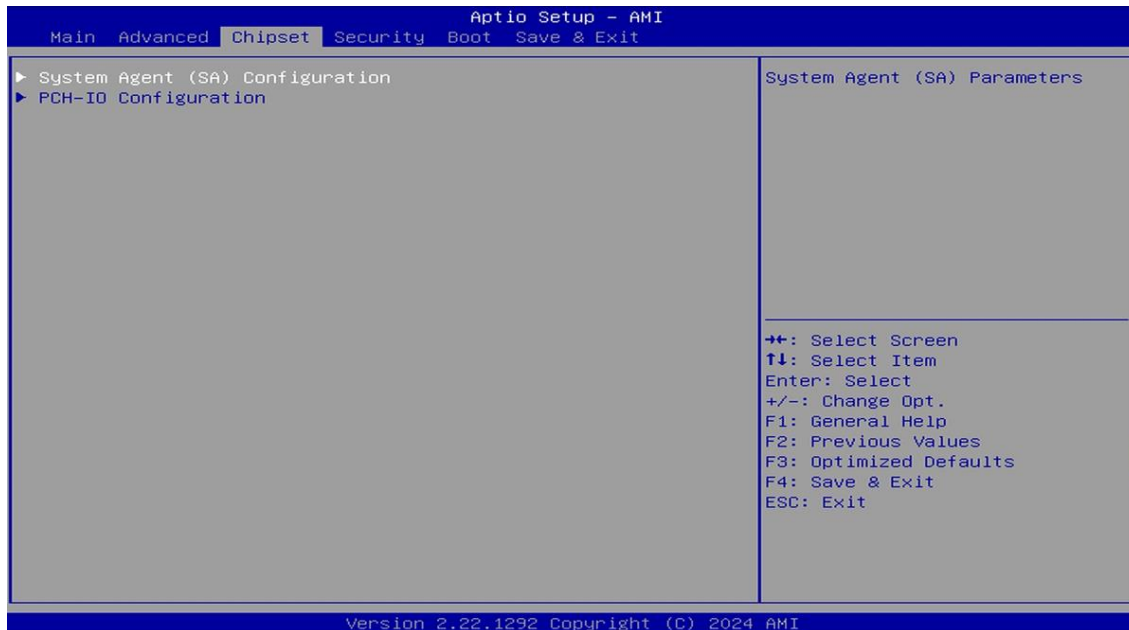 Aptio Setup – AMI
Main Advanced Chipset Security Boot Save & Exit
▶ System Agent (SA) Configuration
▶ PCH-IO Configuration
System Agent (SA) Parameters
→←: Select Screen
↑↓: Select Item
Enter: Select
+/-: Change Opt.
F1: General Help
F2: Previous Values
F3: Optimized Defaults
F4: Save & Exit
ESC: Exit
Version 2.22.1292 Copyright (C) 2024 AMI